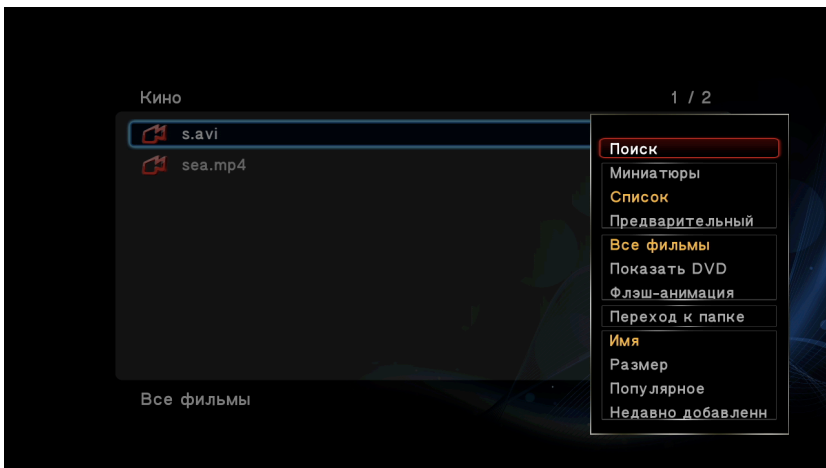 Кино
1 / 2
s.avi
sea.mp4
Поиск
Миниатюры
Список
Предварительный
Все фильмы
Показать DVD
Флэш-анимация
Переход к папке
Имя
Размер
Популярное
Недавно добавленн
Все фильмы